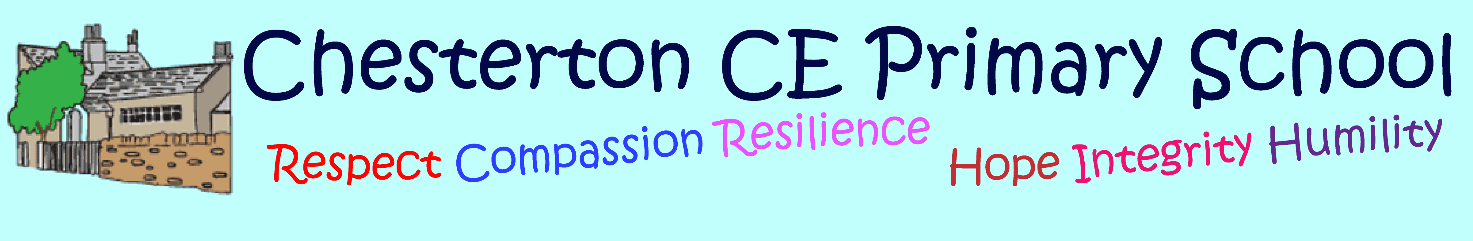 Chesterton CE Primary School
Respect Compassion Resilience Hope Integrity Humility